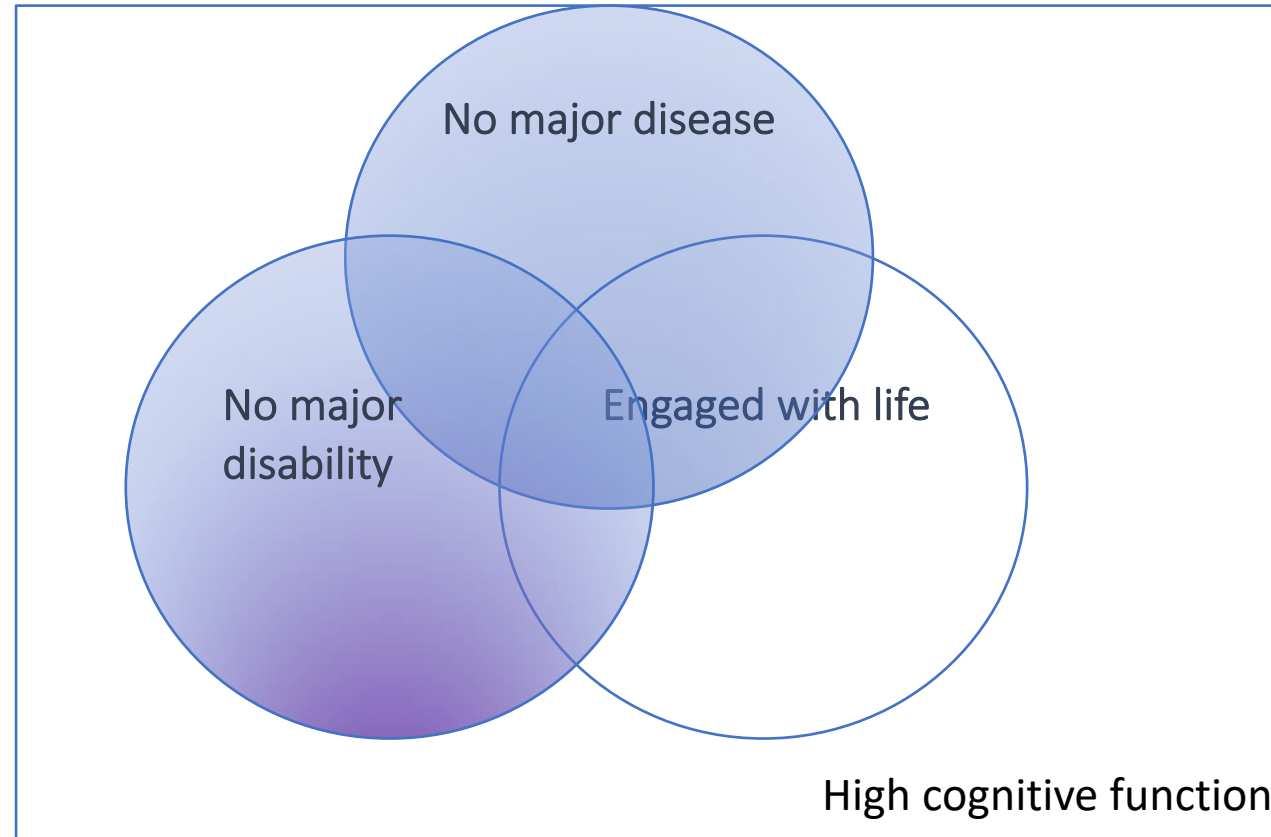 No major disease
No major
disability
Engaged with life
High cognitive function